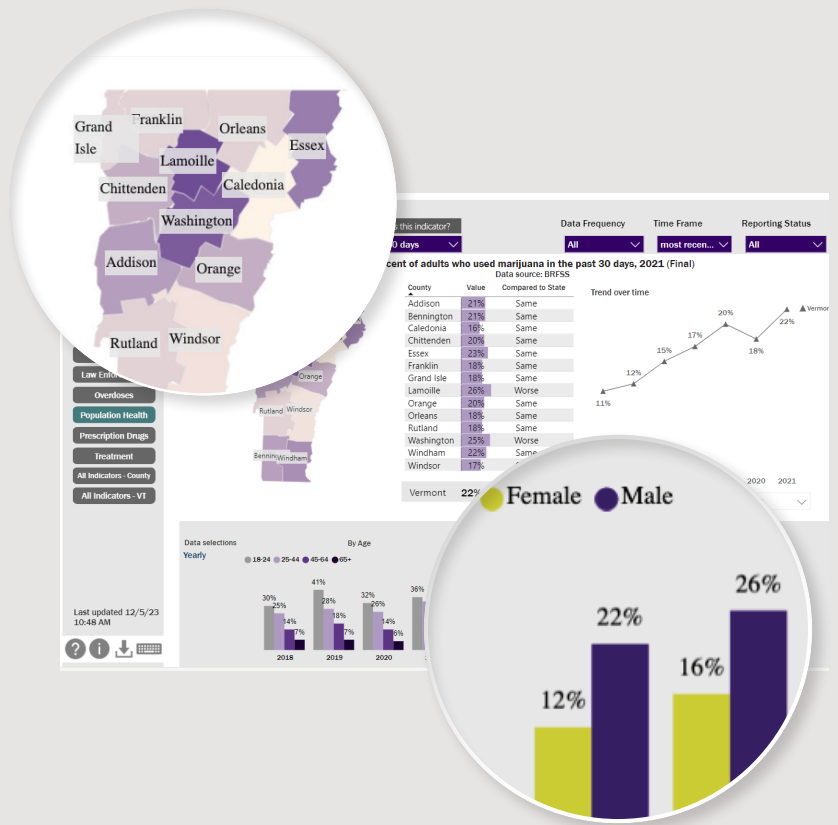 Grand
Isle
Franklin
Orleans
Essex
Lamoille
Chittenden
Caledonia
Washington
Addison
Orange
Rutland
Windsor
s this indicator?
0 days
Data Frequency
All
Time Frame
most recen...
Reporting Status
All
cent of adults who used marijuana in the past 30 days, 2021 (Final)
Data source: BRFSS
County Value Compared to State
Addison 21% Same
Bennington 21% Same
Caledonia 16% Same
Chittenden 20% Same
Essex 23% Same
Franklin 18% Same
Grand Isle 18% Same
Lamoille 26% Worse
Orange 20% Same
Orleans 18% Same
Rutland 18% Same
Washington 25% Worse
Windham 22% Same
Windsor 17%
Vermont 22%
Trend over time
11%
12%
15%
17%
20%
18%
22%
Vermon
2020 2021
Orange
Rutland Windsor
Windham
Law Enfor
Overdoses
Population Health
Prescription Drugs
Treatment
All Indicators - County
All Indicators - VT
Last updated 12/5/23
10:48 AM
Data selections
Yearly
By Age
18-24 25-44 45-64 65+
30% 25% 14% 7%
41% 28% 18% 7%
32% 26% 14% 6%
36%
2018 2019 2020
Female Male
12% 22% 16% 26%